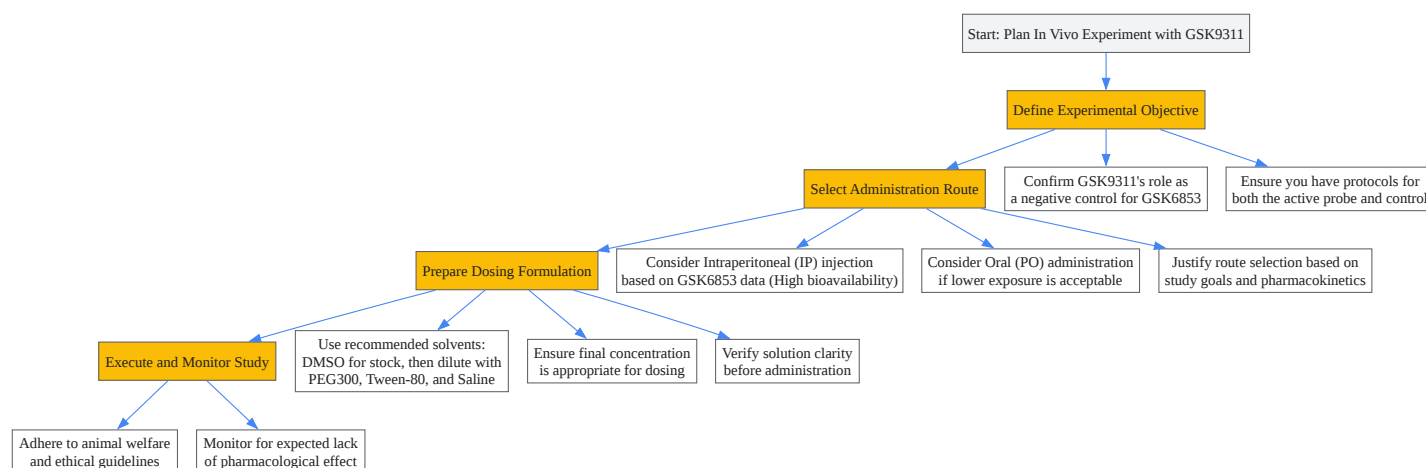 Start: Plan In Vivo Experiment with GSK9311
Define Experimental Objective
Select Administration Route
Confirm GSK9311's role as
a negative control for GSK6853
Ensure you have protocols for
both the active probe and control
Prepare Dosing Formulation
Consider Intraperitoneal (IP) injection
based on GSK6853 data (High bioavailability)
Consider Oral (PO) administration
if lower exposure is acceptable
Justify route selection based on
study goals and pharmacokinetics
Execute and Monitor Study
Use recommended solvents:
DMSO for stock, then dilute with
PEG300, Tween-80, and Saline
Ensure final concentration
is appropriate for dosing
Verify solution clarity
before administration
Adhere to animal welfare
and ethical guidelines
Monitor for expected lack
of pharmacological effect